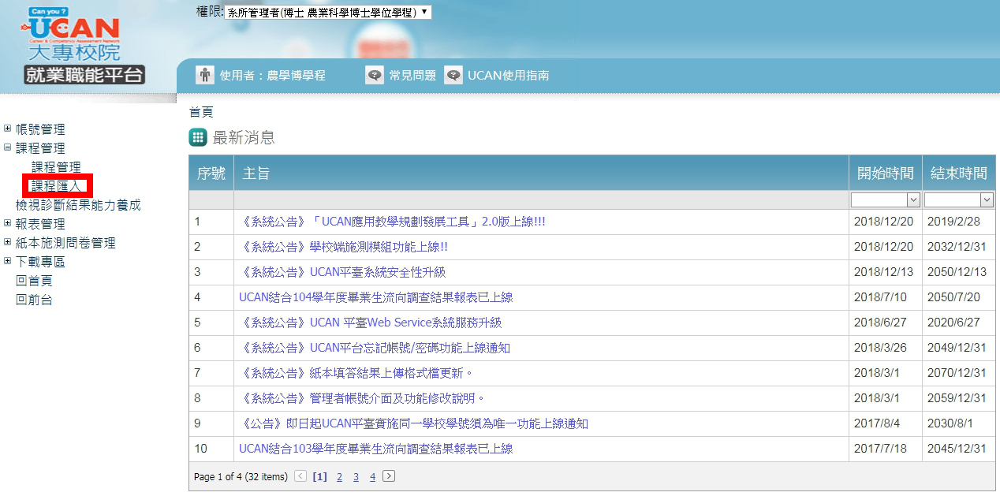 Can you ?
UCAN
Career & Competency Assessment Network
大專校院
就業職能平台
權限: 系所管理者(博士 農業科學博士學位學程)
使用者：農學博學程 常見問題 UCAN使用指南
帳號管理
課程管理
課程管理
課程匯入
檢視診斷結果能力養成
報表管理
紙本施測問卷管理
下載專區
回首頁
回前台
首頁
最新消息
序號 主旨 開始時間 結束時間
1 《系統公告》「UCAN應用教學規劃發展工具」2.0版上線!!! 2018/12/20 2019/2/28
2 《系統公告》學校端施測模組功能上線!! 2018/12/20 2032/12/31
3 《系統公告》UCAN平臺系統安全性升級 2018/12/13 2050/12/13
4 UCAN結合104學年度畢業生流向調查結果報表已上線 2018/7/10 2050/7/20
5 《系統公告》UCAN 平臺Web Service系統服務升級 2018/6/27 2020/6/27
6 《系統公告》UCAN平台忘記帳號/密碼功能上線通知 2018/3/26 2049/12/31
7 《系統公告》紙本填答結果上傳格式檔更新。 2018/3/1 2070/12/31
8 《系統公告》管理者帳號介面及功能修改說明。 2018/3/1 2059/12/31
9 《公告》即日起UCAN平臺實施同一學校學號須為唯一功能上線通知 2017/8/4 2030/8/1
10 UCAN結合103學年度畢業生流向調查結果報表已上線 2017/7/18 2045/12/31
Page 1 of 4 (32 items) [1] 2 3 4